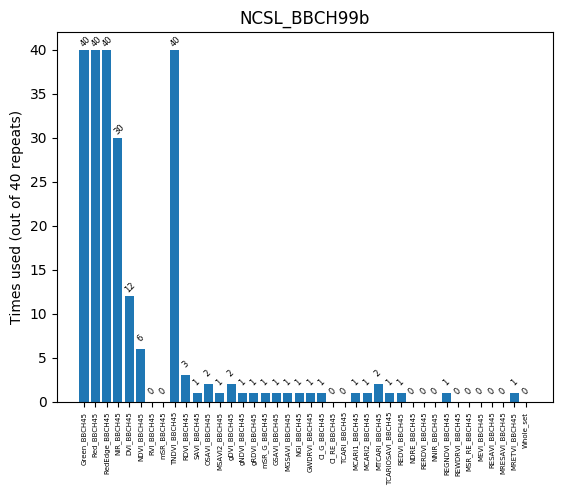 NCSL_BBCH99b
Times used (out of 40 repeats)
40
35
30
25
20
15
10
5
0
40 40 40 30 12 6 0 0 40 3 1 2 1 2 1 1 1 1 1 1 1 1 0 0 1 1 2 1 1 0 0 0 1 0 0 0 0 0 1 0
Green_BBCH45
Red_BBCH45
RedEdge_BBCH45
NIR_BBCH45
DVI_BBCH45
NDVI_BBCH45
RVI_BBCH45
mSR_BBCH45
TNDVI_BBCH45
RDVI_BBCH45
SAVI_BBCH45
OSAVI_BBCH45
MSAVI2_BBCH45
gDVI_BBCH45
gNDVI_BBCH45
gRDVI_BBCH45
mSR_G_BBCH45
GSAVI_BBCH45
MGSAVI_BBCH45
NGI_BBCH45
GWDRVI_BBCH45
CI_G_BBCH45
CI_RE_BBCH45
TCARI_BBCH45
MCARI1_BBCH45
MCARI2_BBCH45
MTCARI_BBCH45
TCARIOSAVI_BBCH45
REDVI_BBCH45
NDRE_BBCH45
RERDVI_BBCH45
NNIR_BBCH45
REGNDVI_BBCH45
REWDRVI_BBCH45
MSR_RE_BBCH45
MEVI_BBCH45
RESAVI_BBCH45
MRESAVI_BBCH45
MRETVI_BBCH45
Whole_set